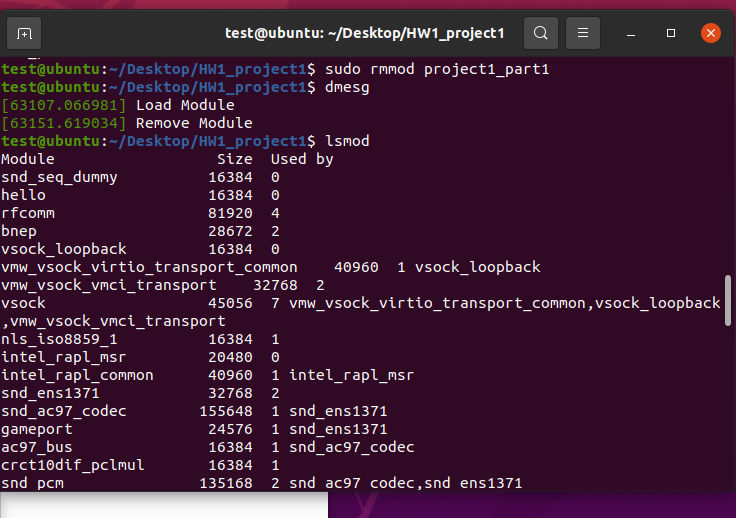 test@ubuntu: ~/Desktop/HW1_project1
test@ubuntu:~/Desktop/HW1_project1$ sudo rmmod project1_part1
test@ubuntu:~/Desktop/HW1_project1$ dmesg
[63107.066981] Load Module
[63151.619034] Remove Module
test@ubuntu:~/Desktop/HW1_project1$ lsmod
Module                  Size  Used by
snd_seq_dummy          16384  0
hello                  16384  0
rfcomm                 81920  4
bnep                   28672  2
vsock_loopback         16384  0
vmw_vsock_virtio_transport_common    40960  1 vsock_loopback
vmw_vsock_vmci_transport    32768  2
vsock                  45056  7 vmw_vsock_virtio_transport_common,vsock_loopback
,vmw_vsock_vmci_transport
nls_iso8859_1          16384  1
intel_rapl_msr         20480  0
intel_rapl_common      40960  1 intel_rapl_msr
snd_ens1371            32768  2
snd_ac97_codec        155648  1 snd_ens1371
gameport               24576  1 snd_ens1371
ac97_bus               16384  1 snd_ac97_codec
crct10dif_pclmul       16384  1
snd_pcm               135168  2 snd_ac97_codec,snd_ens1371